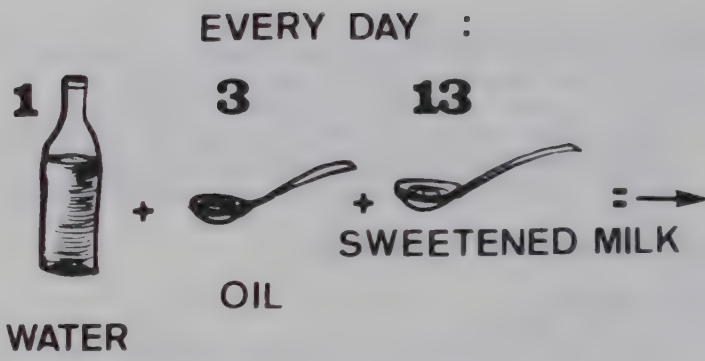 EVERY DAY :
1 3 13
+ + =
SWEETENED MILK
OIL
WATER